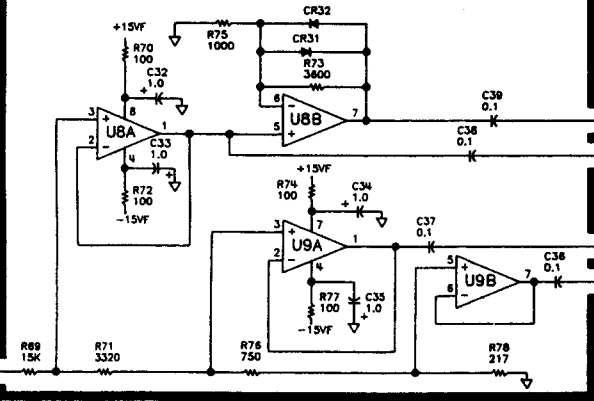 CR32
+15VF
R75
1000
CR31
R70
100
R73
3600
C32
1.0
+
8
6
−
U8B
7
5
+
C39
0.1
3
+
U8A
1
2
−
C38
0.1
4
C33
1.0
+
R72
100
−15VF
+15VF
R74
100
C34
1.0
+
7
3
+
U9A
1
2
−
4
C37
0.1
5
+
U9B
7
6
−
C36
0.1
R77
100
C35
1.0
+
−15VF
R69
15K
R71
3320
R76
750
R78
217